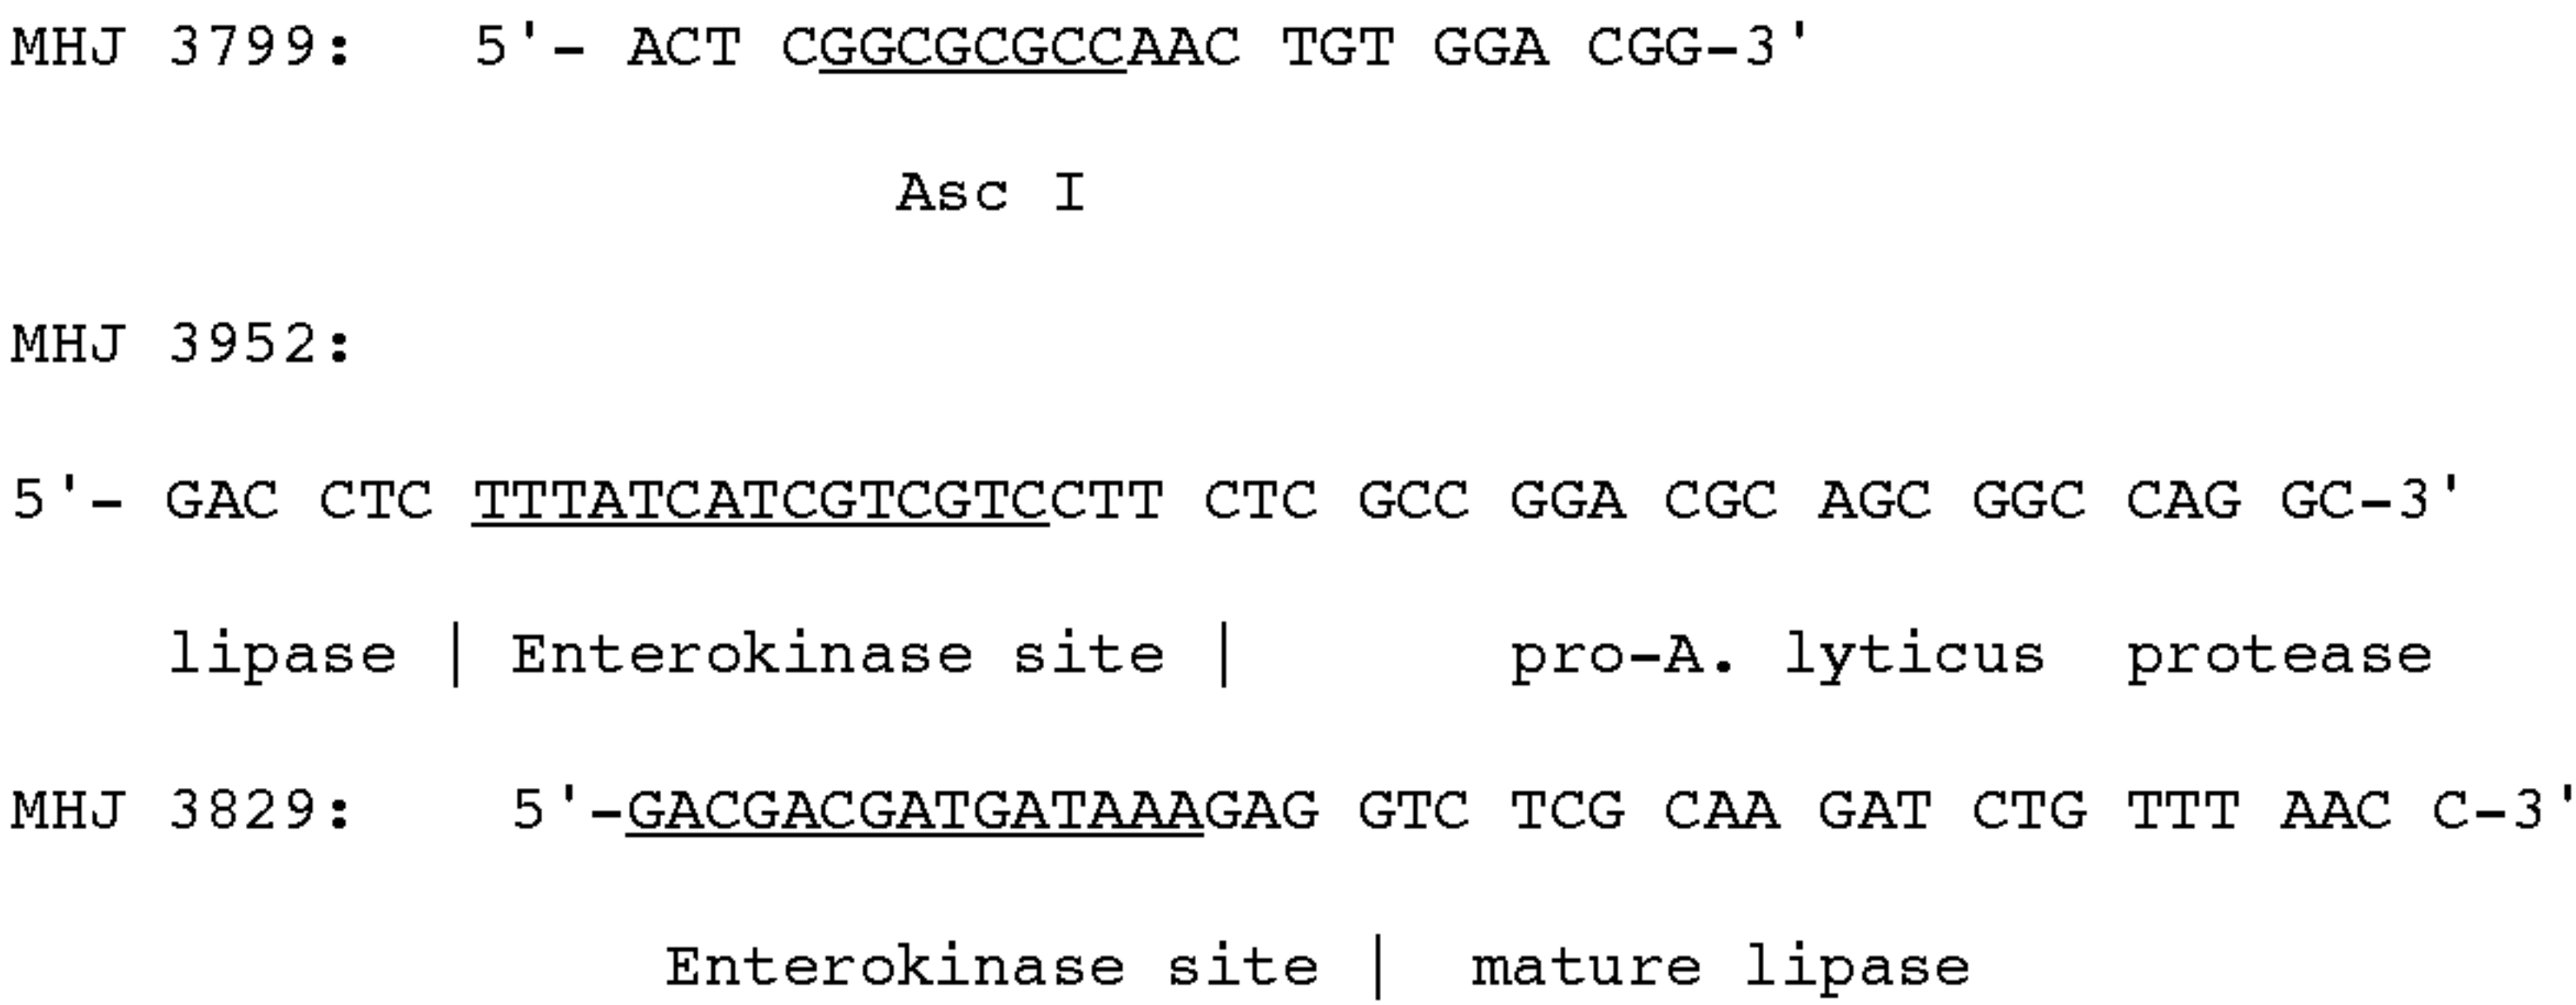 MHJ 3799: 5'- ACT CGGCGCGCCAAC TGT GGA CGG-3'
Asc I
MHJ 3952:
5'- GAC CTC TTTATCATCGTCGTCCTT CTC GCC GGA CGC AGC GGC CAG GC-3'
lipase | Enterokinase site | pro-A. lyticus protease
MHJ 3829: 5'-GACGACGATGATAAAGAG GTC TCG CAA GAT CTG TTT AAC C-3'
Enterokinase site | mature lipase